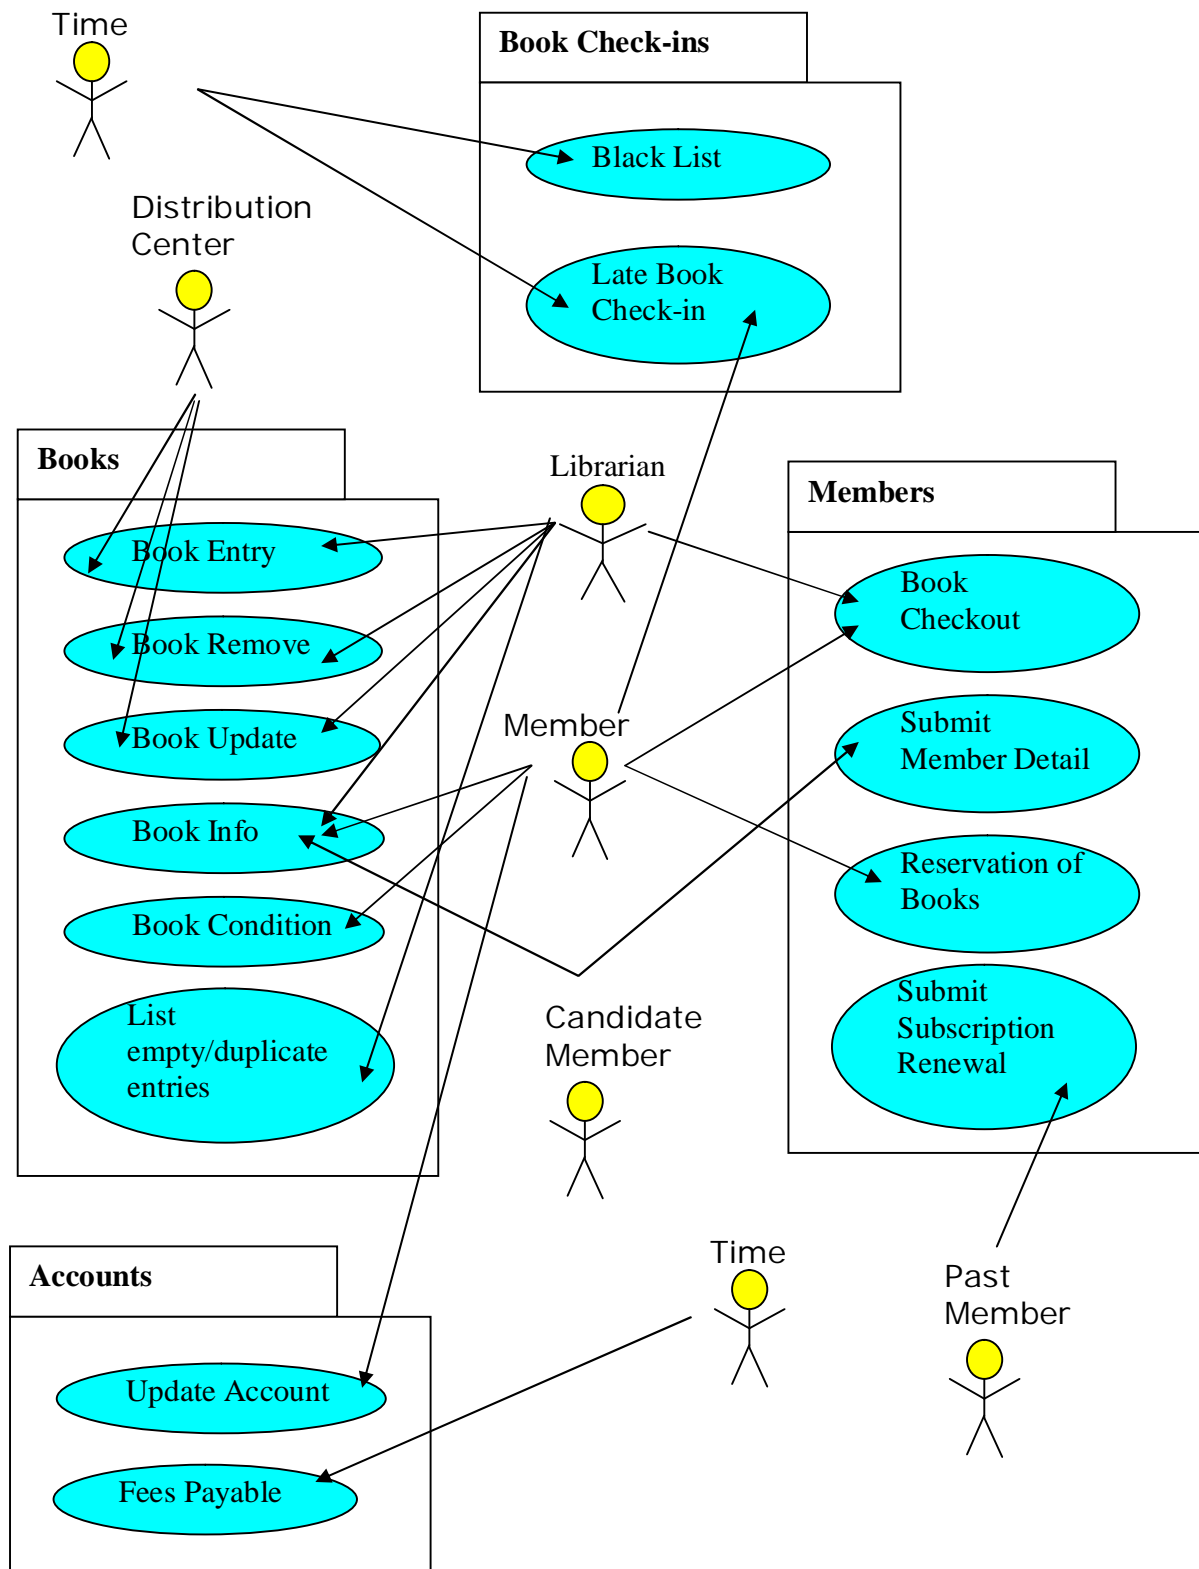 Time
Book Check-ins
Black List
Distribution
Center
Late Book
Check-in
Books
Librarian
Members
Book Entry
Book
Checkout
Book Remove
Book Update
Member
Submit
Member Detail
Book Info
Reservation of
Books
Book Condition
List
empty/duplicate
entries
Candidate
Member
Submit
Subscription
Renewal
Accounts
Time
Past
Member
Update Account
Fees Payable